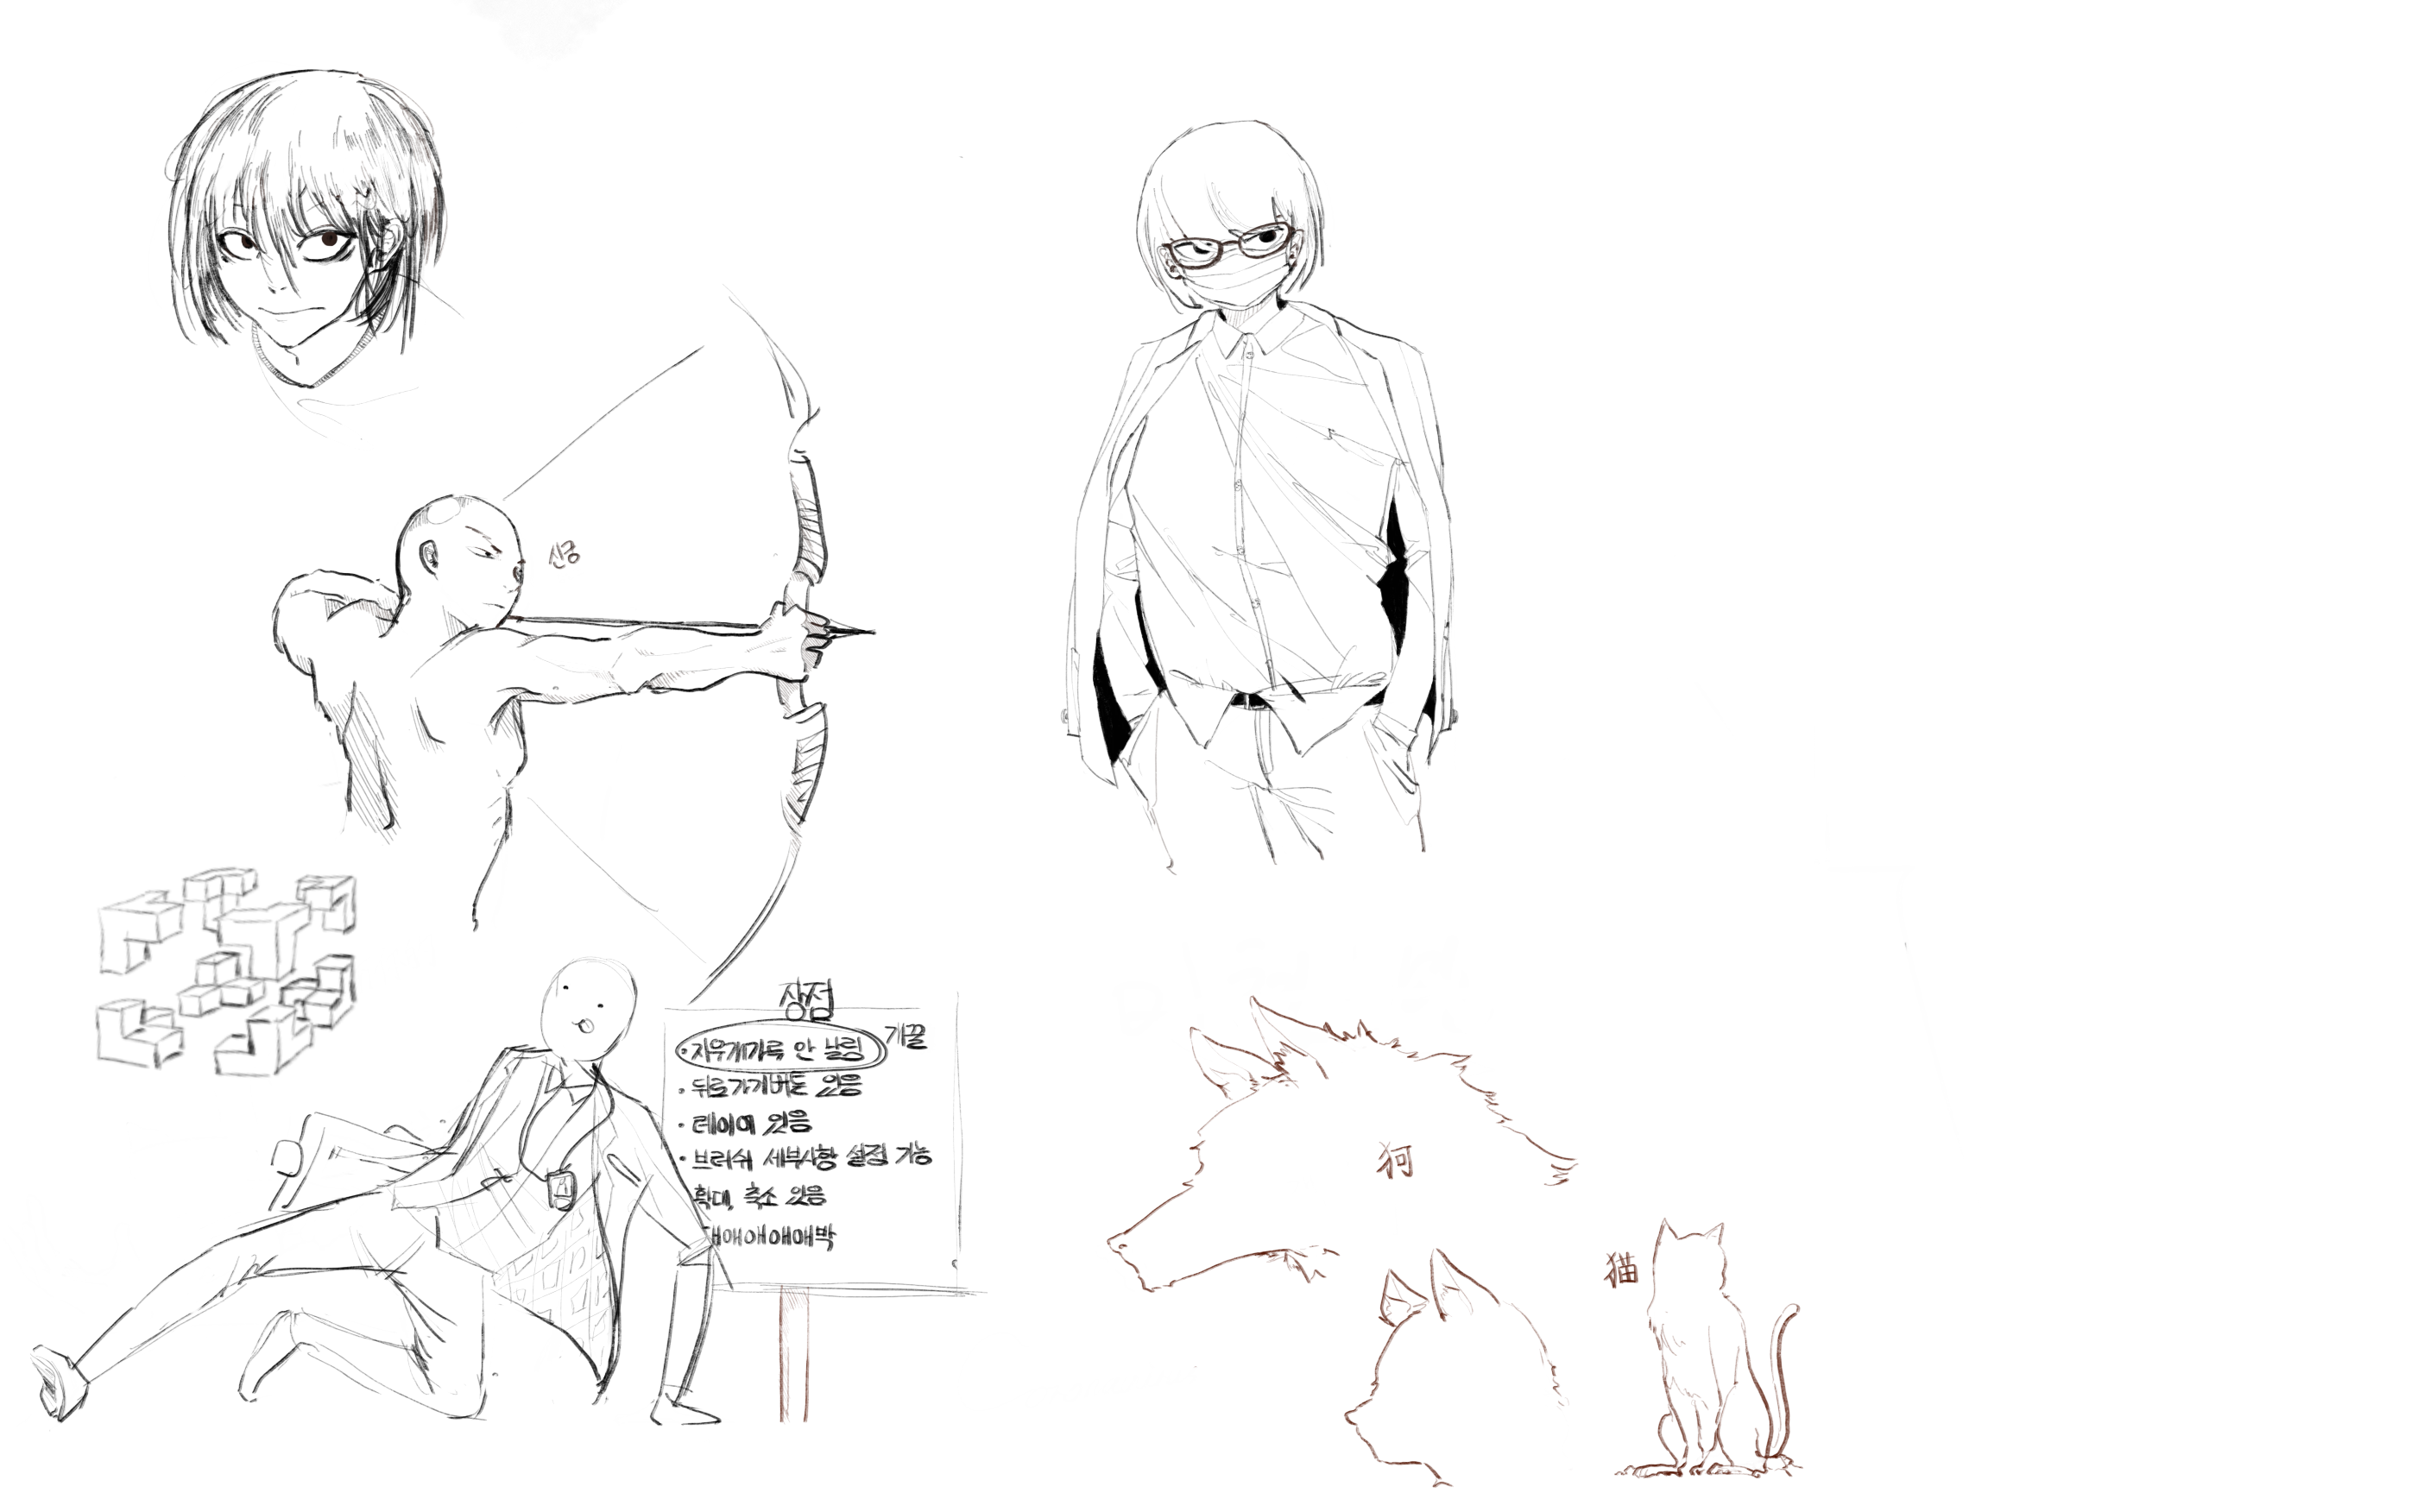 신궁
장점
· 지우개가루 안 날림 개꿀
· 뒤로가기버튼 있음
· 레이어 있음
· 브러쉬 세부사항 설정 가능
확대, 축소 있음
대애애애애박
狗
猫